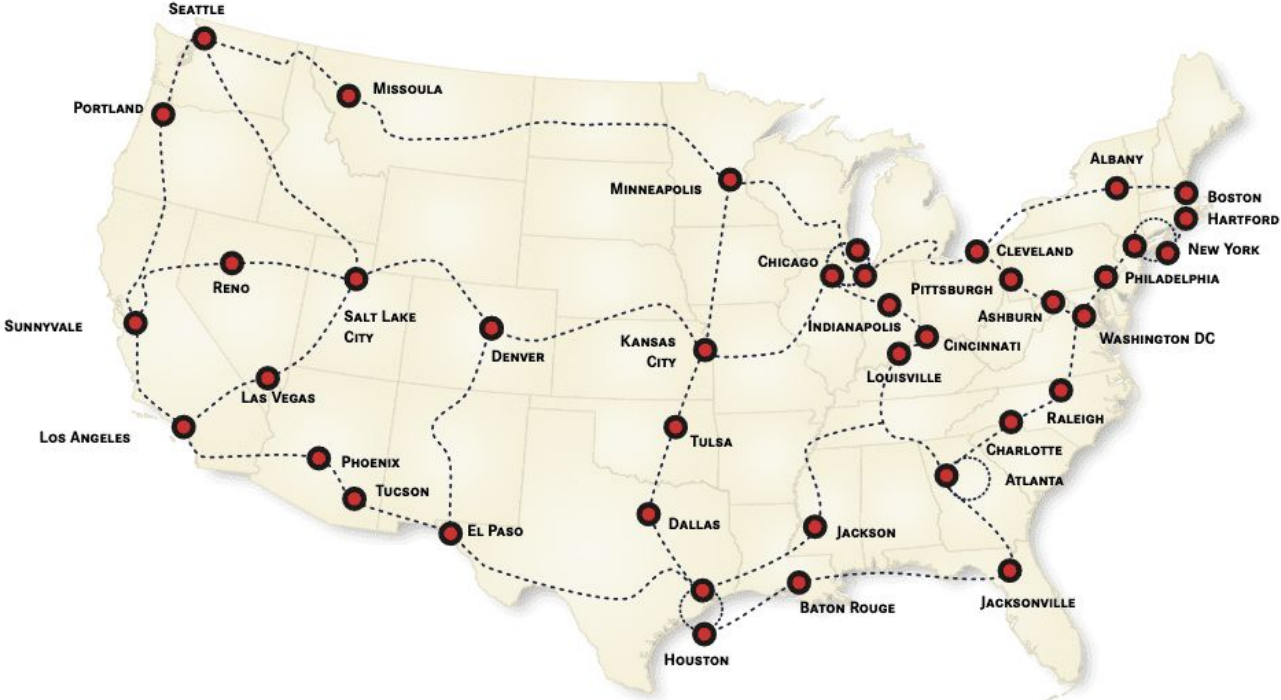 SEATTLE
MISSOULA
PORTLAND
ALBANY
MINNEAPOLIS
BOSTON
HARTFORD
NEW YORK
CLEVELAND
CHICAGO
PHILADELPHIA
RENO
PITTSBURGH
SALT LAKE
CITY
ASHBURN
SUNNYVALE
INDIANAPOLIS
WASHINGTON DC
KANSAS
CITY
CINCINNATI
DENVER
LOUISVILLE
LAS VEGAS
RALEIGH
LOS ANGELES
TULSA
CHARLOTTE
PHOENIX
ATLANTA
TUCSON
DALLAS
EL PASO
JACKSON
BATON ROUGE
JACKSONVILLE
HOUSTON